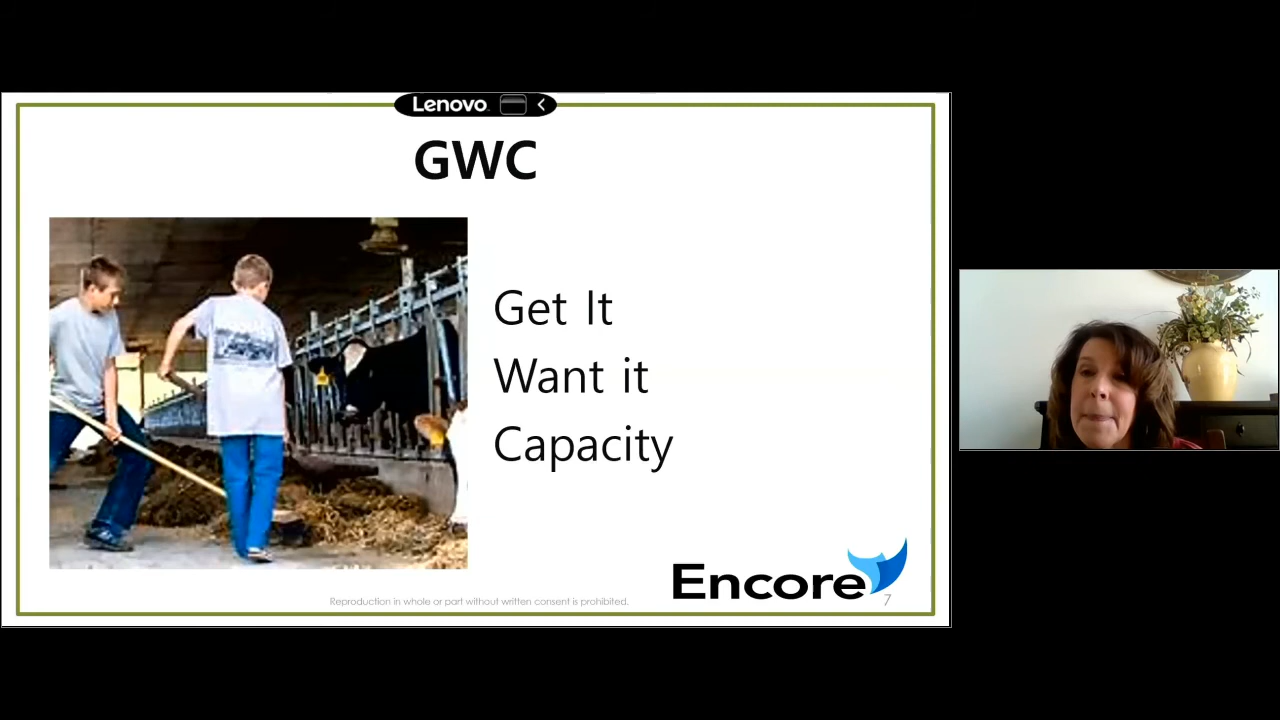 Lenovo
GWC
Get It
Want it
Capacity
Encore
Reproduction in whole or part without written consent is prohibited.
7